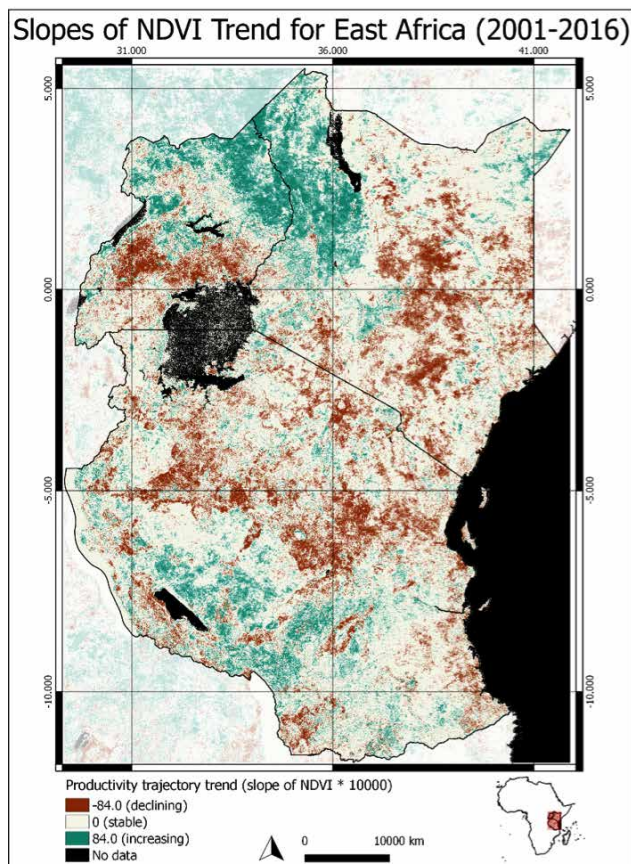 Slopes of NDVI Trend for East Africa (2001-2016)
31.000 36.000 41.000
5.000 5.000
0.000 0.000
-5.000 -5.000
-10.000 -10.000
Productivity trajectory trend (slope of NDVI * 10000)
-84.0 (declining)
0 (stable)
84.0 (increasing)
No data
0 10000 km